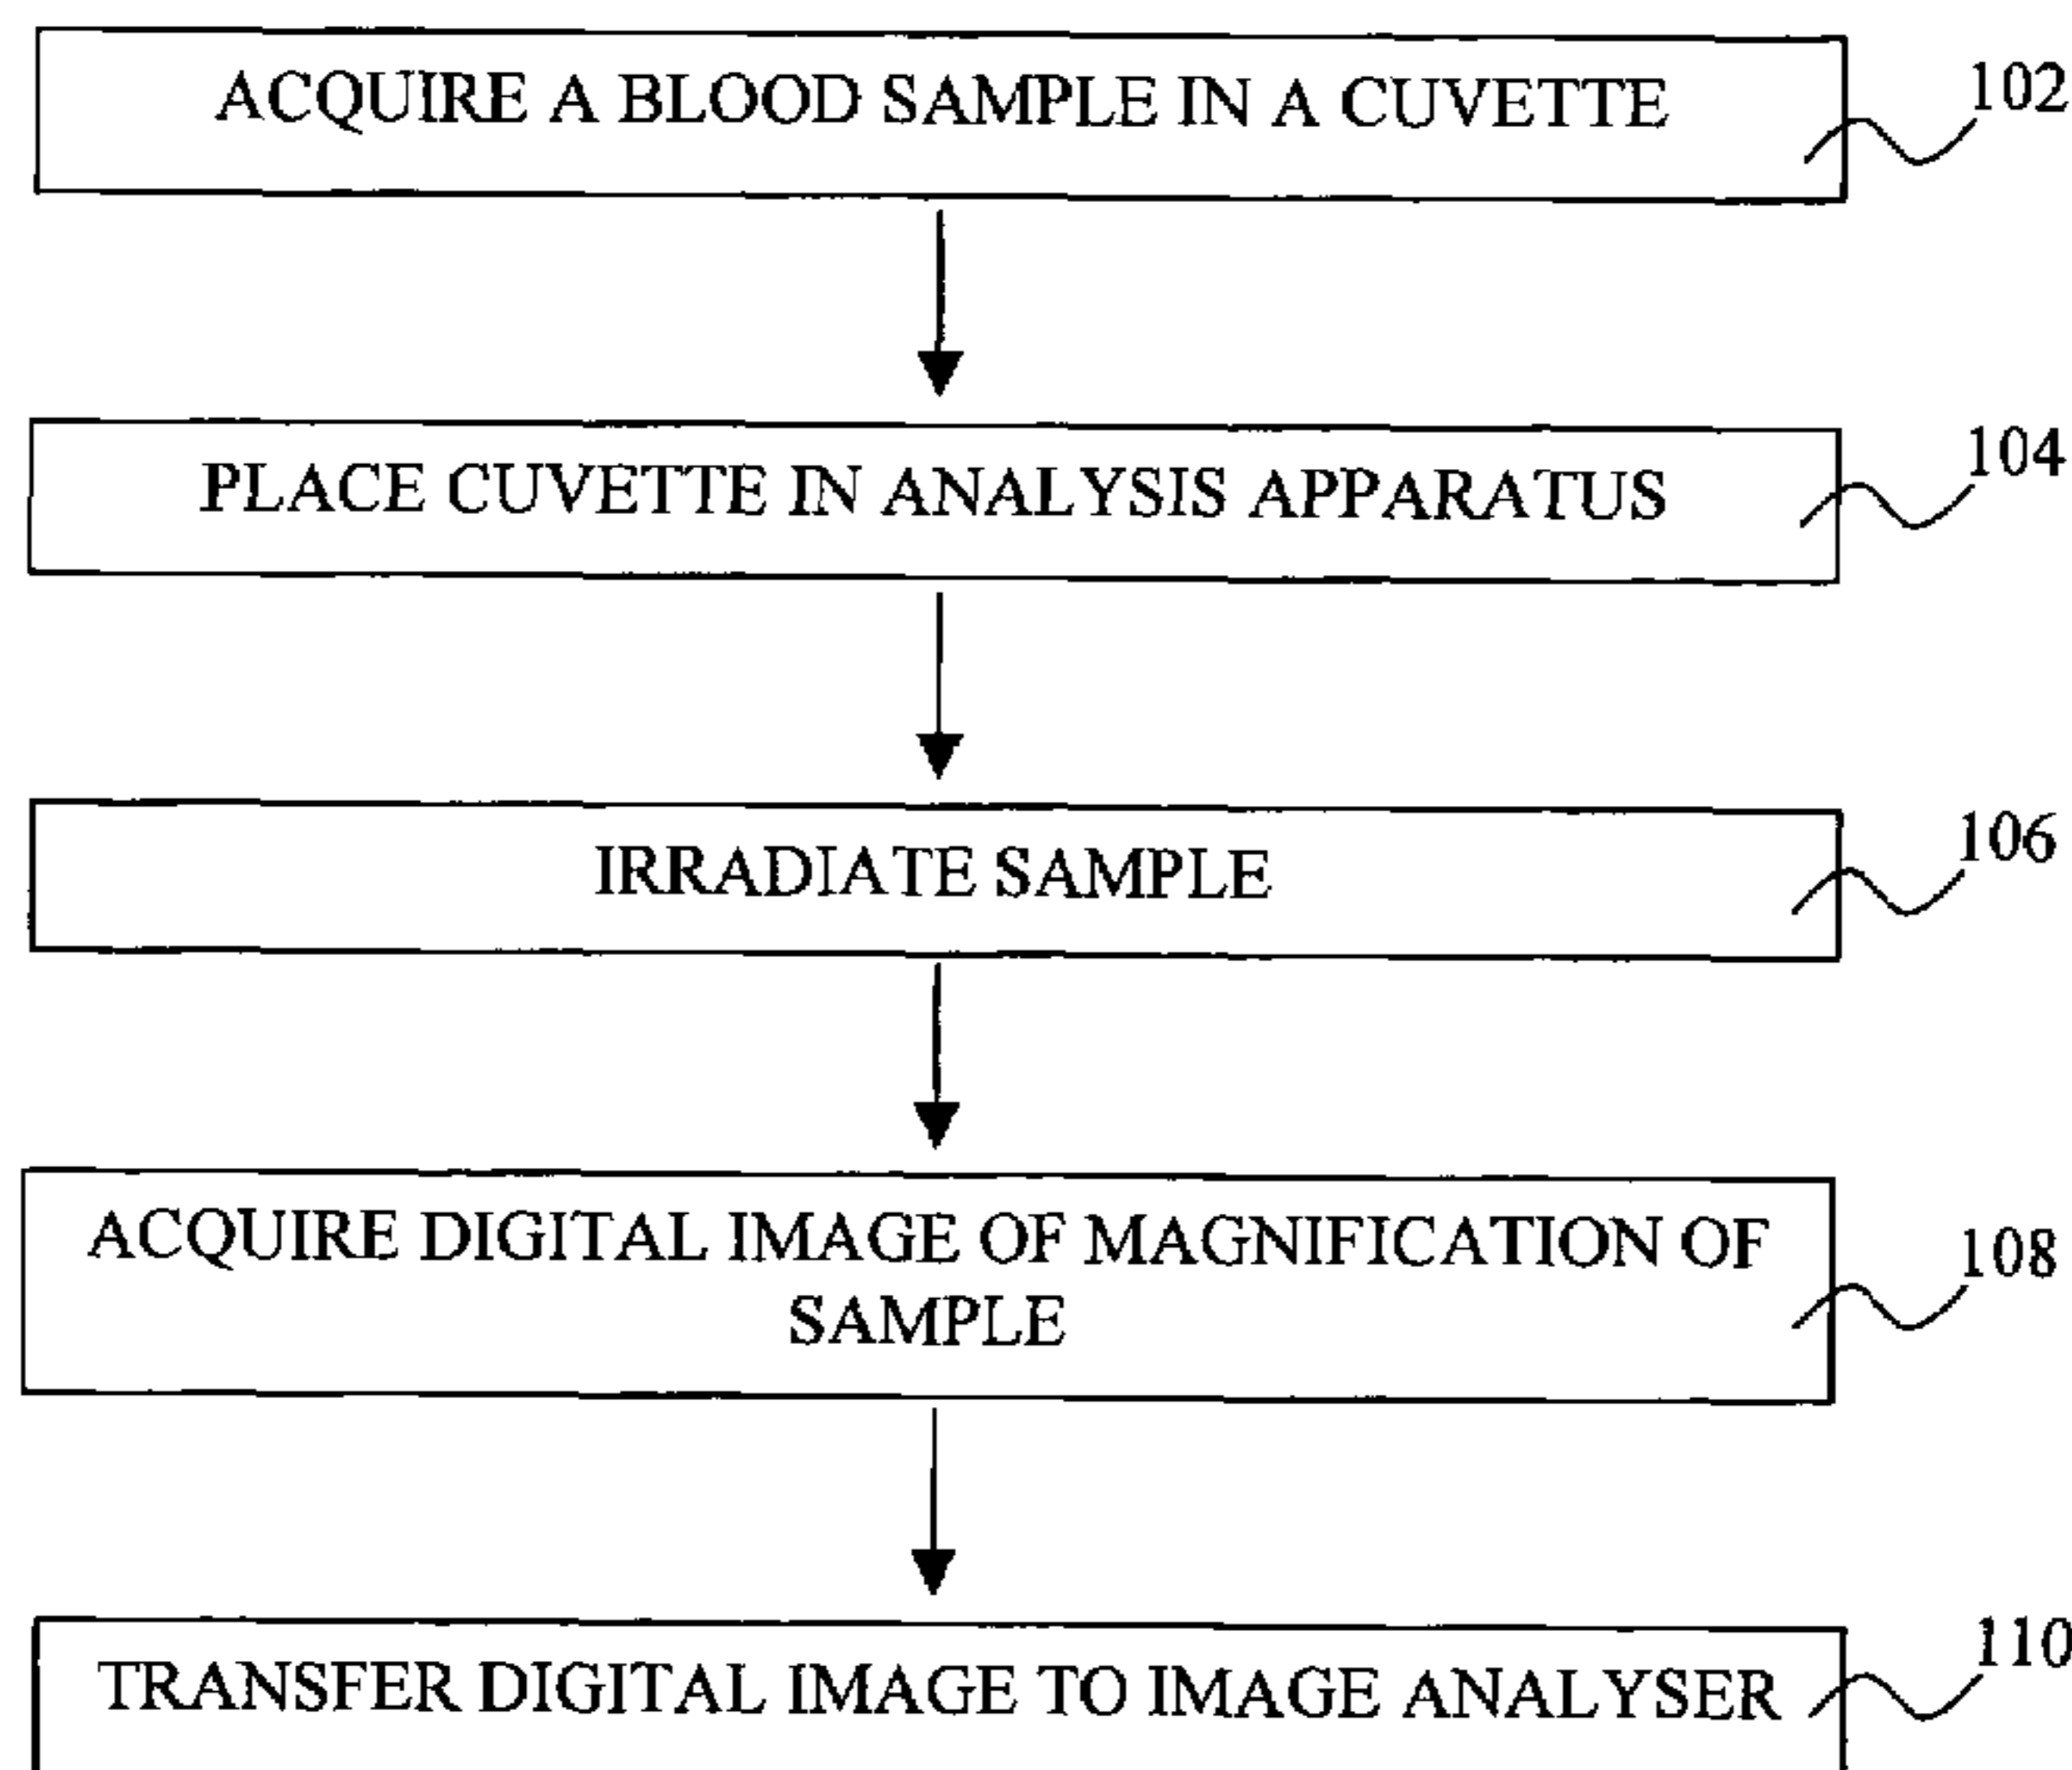 ACQUIRE A BLOOD SAMPLE IN A CUVETTE
102
PLACE CUVETTE IN ANALYSIS APPARATUS
104
IRRADIATE SAMPLE
106
ACQUIRE DIGITAL IMAGE OF MAGNIFICATION OF
SAMPLE
108
TRANSFER DIGITAL IMAGE TO IMAGE ANALYSER
110